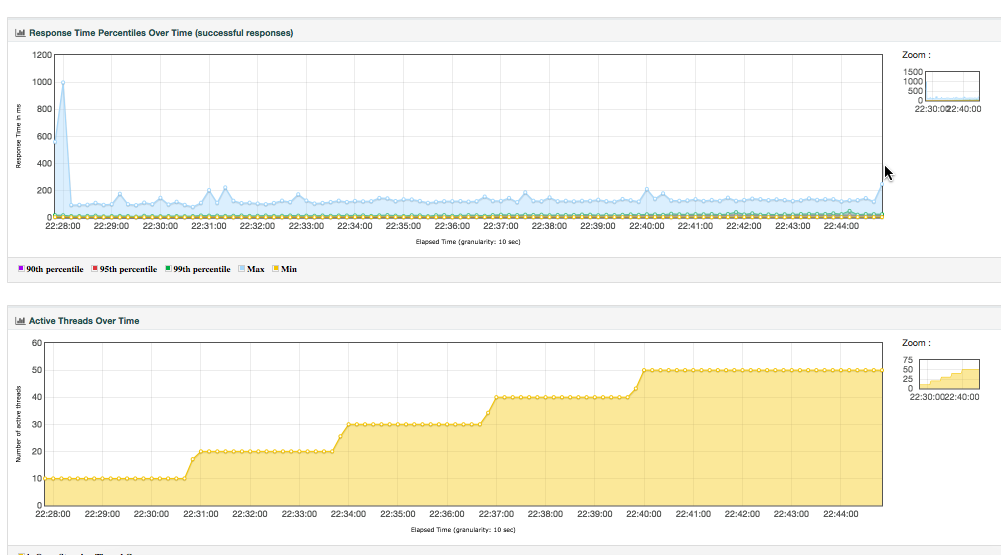 Response Time Percentiles Over Time (successful responses)
Zoom :
1200
1000
800
600
400
200
0
Response Time in ms
22:28:00 22:29:00 22:30:00 22:31:00 22:32:00 22:33:00 22:34:00 22:35:00 22:36:00 22:37:00 22:38:00 22:39:00 22:40:00 22:41:00 22:42:00 22:43:00 22:44:00
Elapsed Time (granularity: 10 sec)
1500
1000
500
0
22:30:00 22:40:00
90th percentile 95th percentile 99th percentile Max Min
Active Threads Over Time
Zoom :
60
50
40
30
20
10
0
Number of active threads
22:28:00 22:29:00 22:30:00 22:31:00 22:32:00 22:33:00 22:34:00 22:35:00 22:36:00 22:37:00 22:38:00 22:39:00 22:40:00 22:41:00 22:42:00 22:43:00 22:44:00
Elapsed Time (granularity: 10 sec)
75
50
25
0
22:30:00 22:40:00